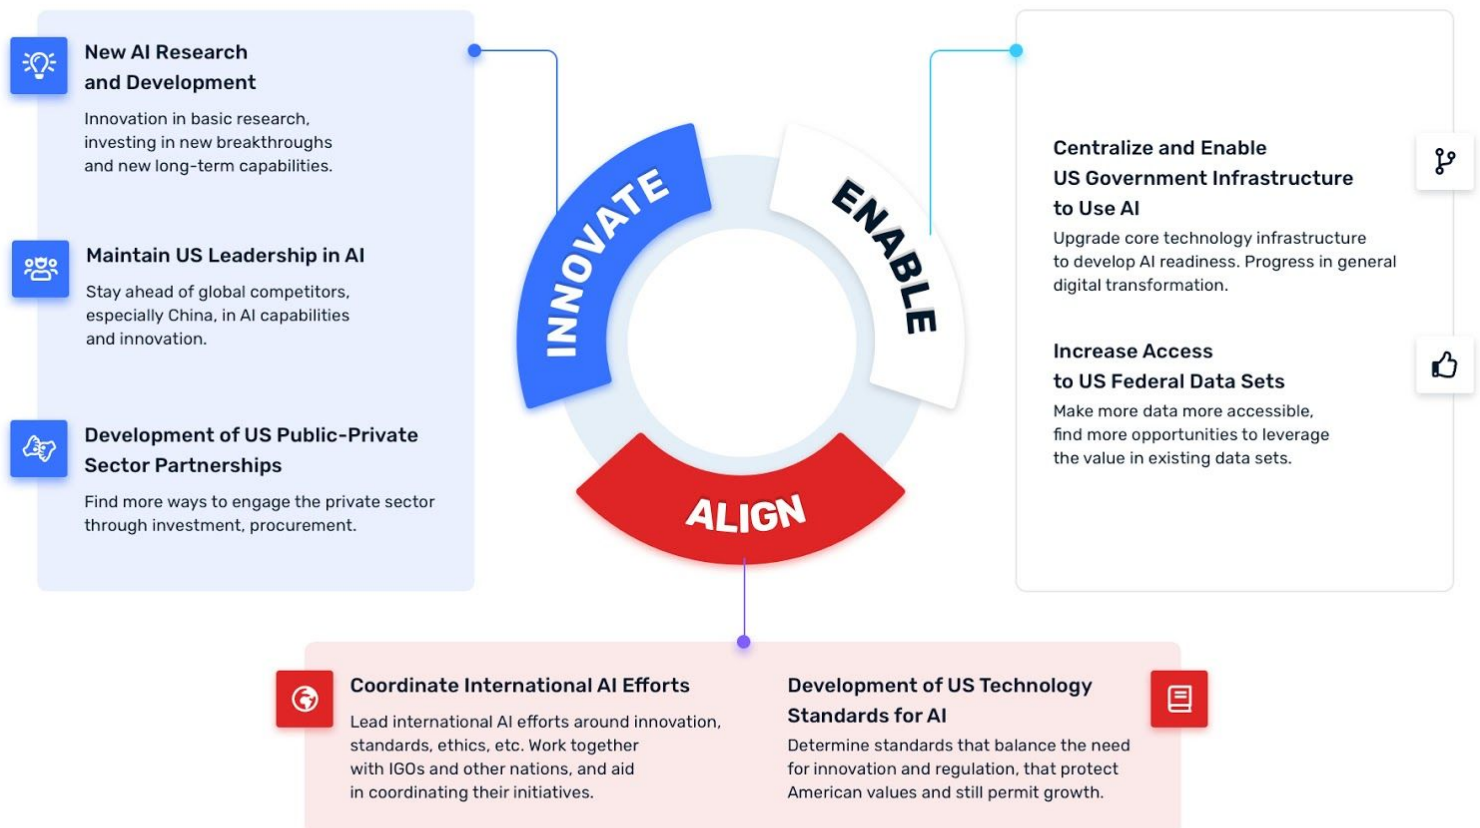 New AI Research
and Development
Innovation in basic research,
investing in new breakthroughs
and new long-term capabilities.
Maintain US Leadership in AI
Stay ahead of global competitors,
especially China, in AI capabilities
and innovation.
Development of US Public-Private
Sector Partnerships
Find more ways to engage the private sector
through investment, procurement.
INNOVATE
ENABLE
ALIGN
Centralize and Enable
US Government Infrastructure
to Use AI
Upgrade core technology infrastructure
to develop AI readiness. Progress in general
digital transformation.
Increase Access
to US Federal Data Sets
Make more data more accessible,
find more opportunities to leverage
the value in existing data sets.
Coordinate International AI Efforts
Lead international AI efforts around innovation,
standards, ethics, etc. Work together
with IGOs and other nations, and aid
in coordinating their initiatives.
Development of US Technology
Standards for AI
Determine standards that balance the need
for innovation and regulation, that protect
American values and still permit growth.